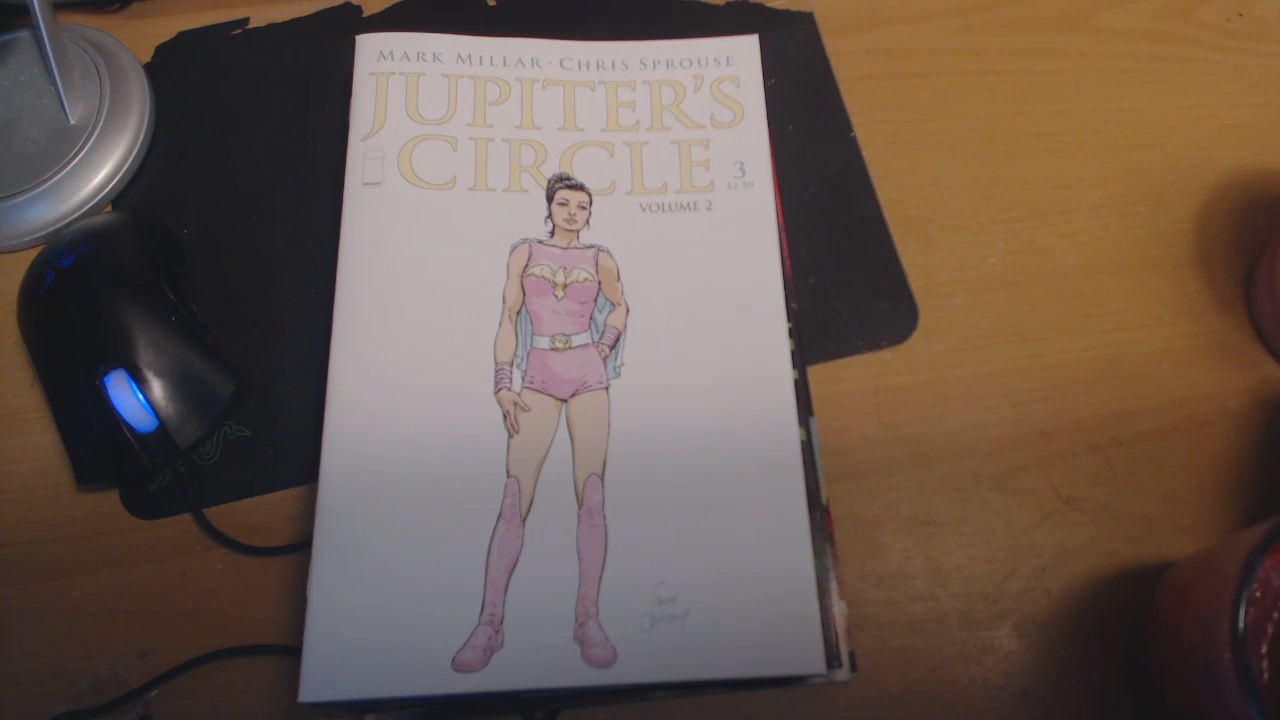 MARK MILLAR · CHRIS SPROUSE
JUPITER'S
CIRCLE
3
$3.50
VOLUME 2